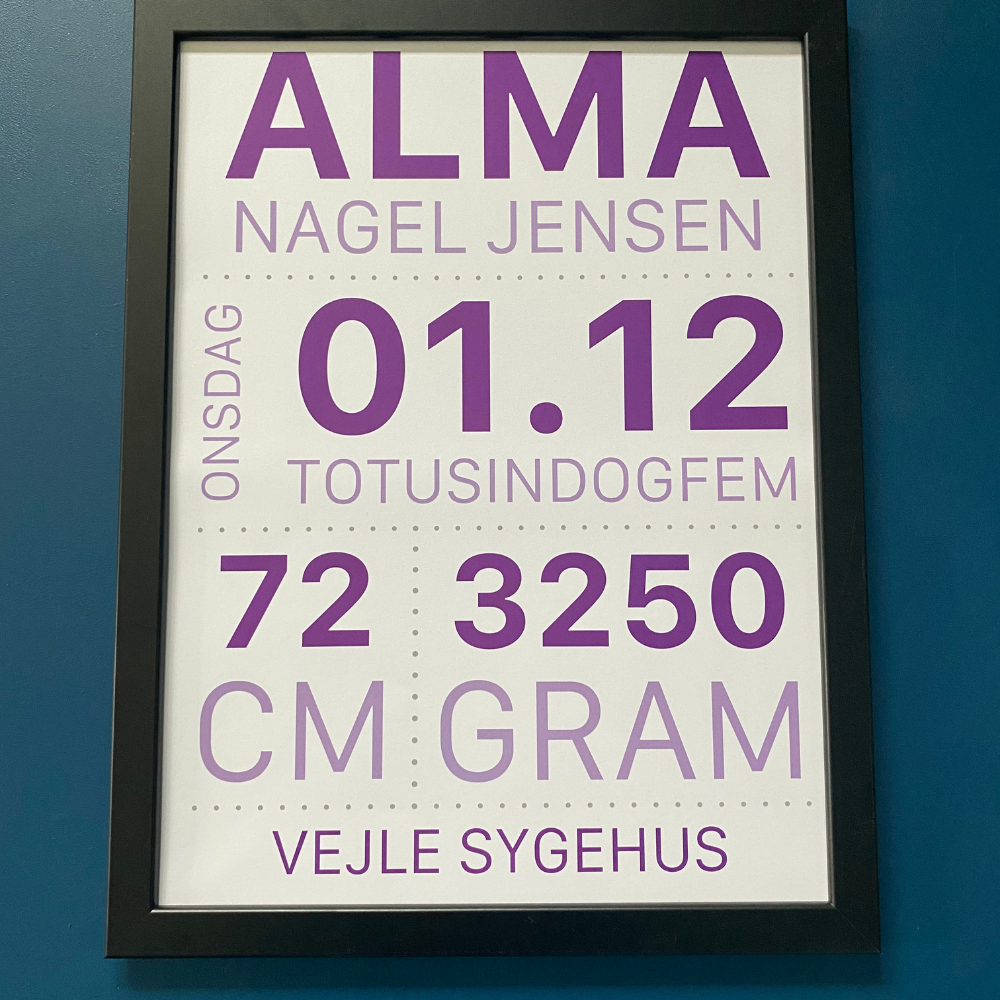 ALMA
NAGEL JENSEN
ONSDAG
01.12
TOTUSINDOGFEM
72
CM
3250
GRAM
VEJLE SYGEHUS